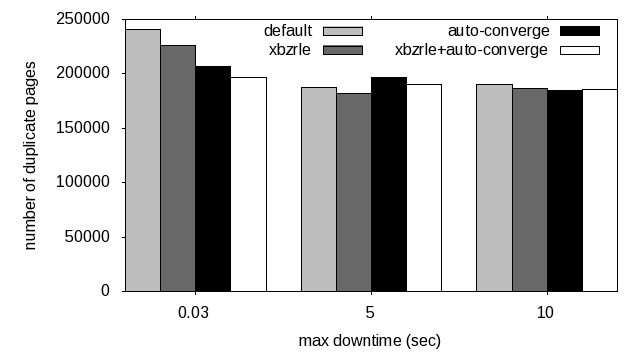 250000
200000
150000
100000
50000
0
number of duplicate pages
default
xbzrle
auto-converge
xbzrle+auto-converge
0.03 5 10
max downtime (sec)